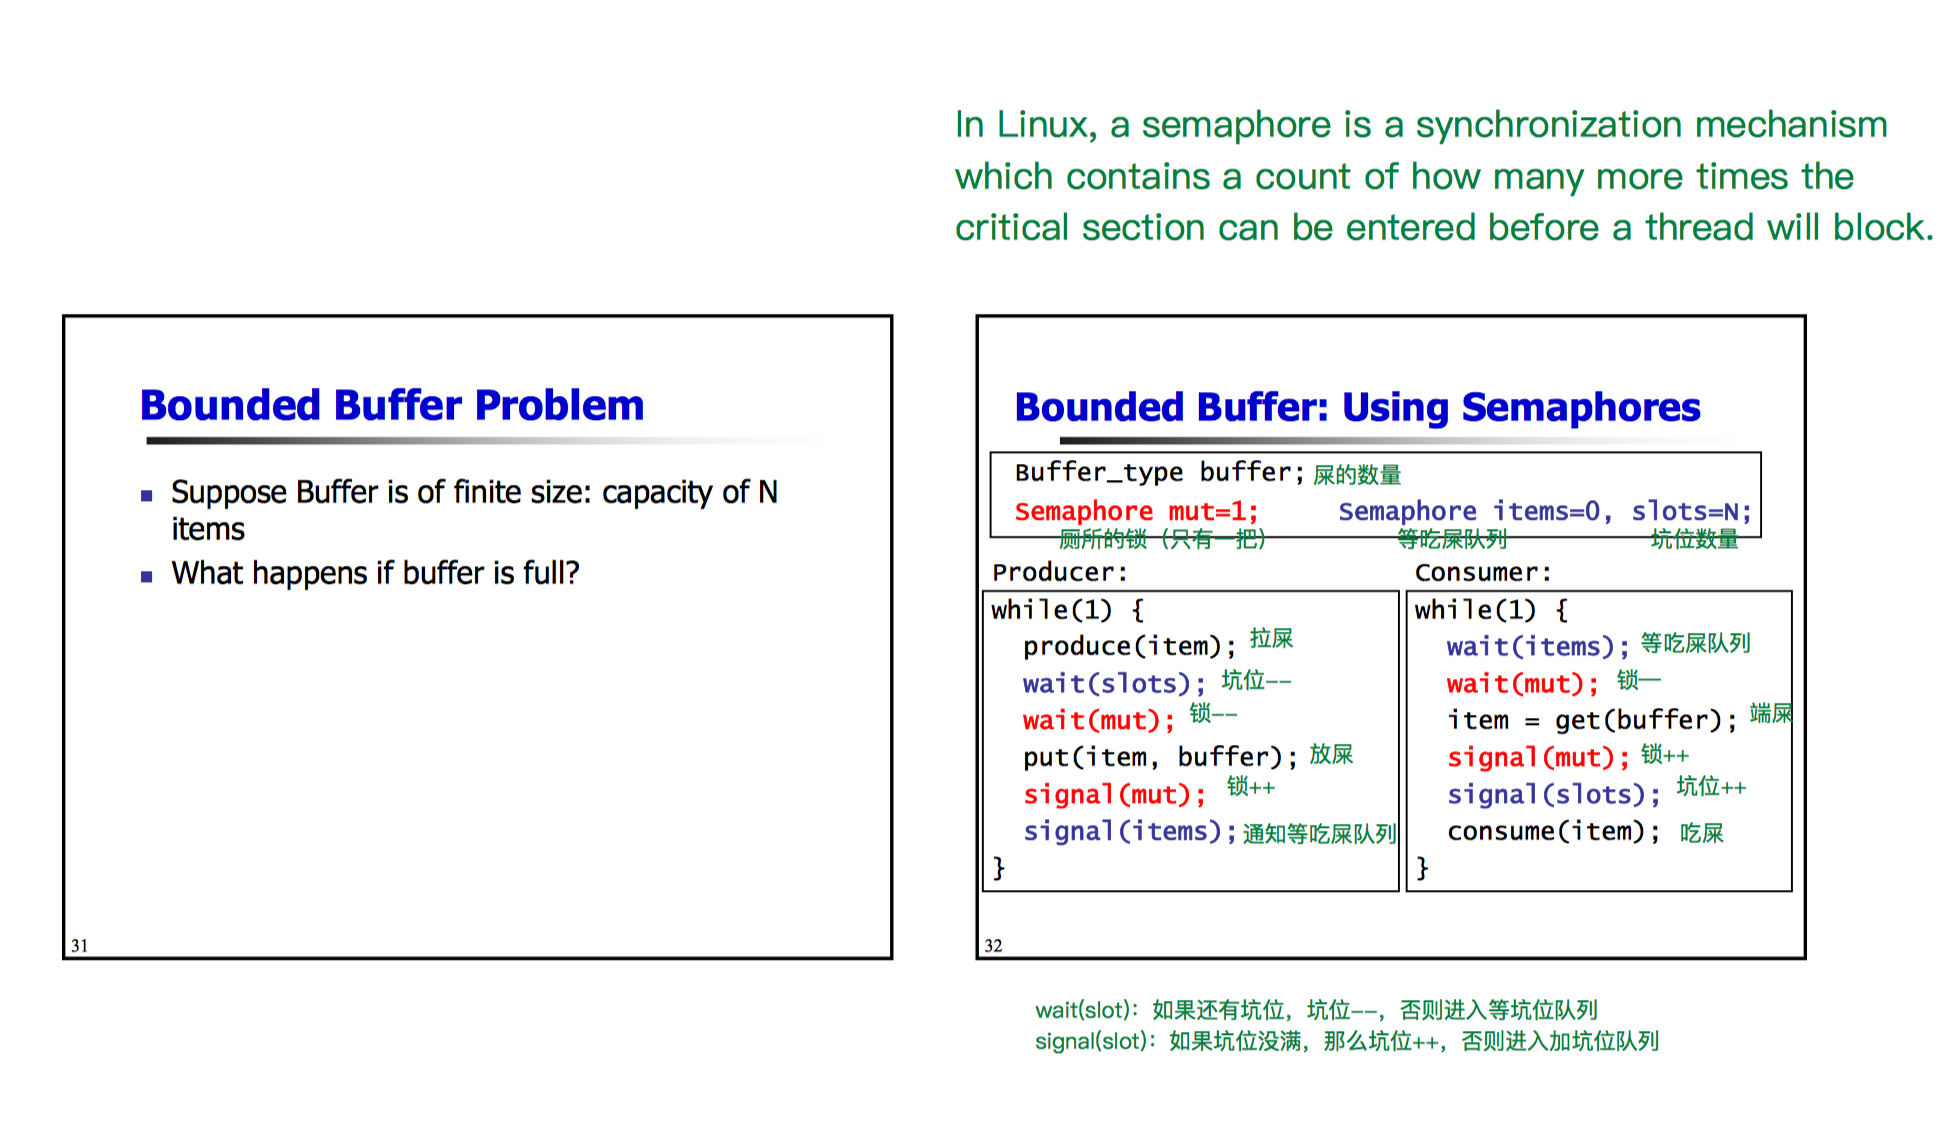 In Linux, a semaphore is a synchronization mechanism
which contains a count of how many more times the
critical section can be entered before a thread will block.
Bounded Buffer Problem
Suppose Buffer is of finite size: capacity of N
items
What happens if buffer is full?
31
Bounded Buffer: Using Semaphores
Buffer_type buffer; 屎的数量
Semaphore mut=1; Semaphore items=0, slots=N;
厕所的锁（只有一把） 等吃屎队列 坑位数量
Producer:
while(1) {
produce(item); 拉屎
wait(slots); 坑位--
wait(mut); 锁--
put(item, buffer); 放屎
signal(mut); 锁++
signal(items); 通知等吃屎队列
}
Consumer:
while(1) {
wait(items); 等吃屎队列
wait(mut); 锁—
item = get(buffer); 端屎
signal(mut); 锁++
signal(slots); 坑位++
consume(item); 吃屎
}
32
wait(slot)：如果还有坑位，坑位--，否则进入等坑位队列
signal(slot)：如果坑位没满，那么坑位++，否则进入加坑位队列